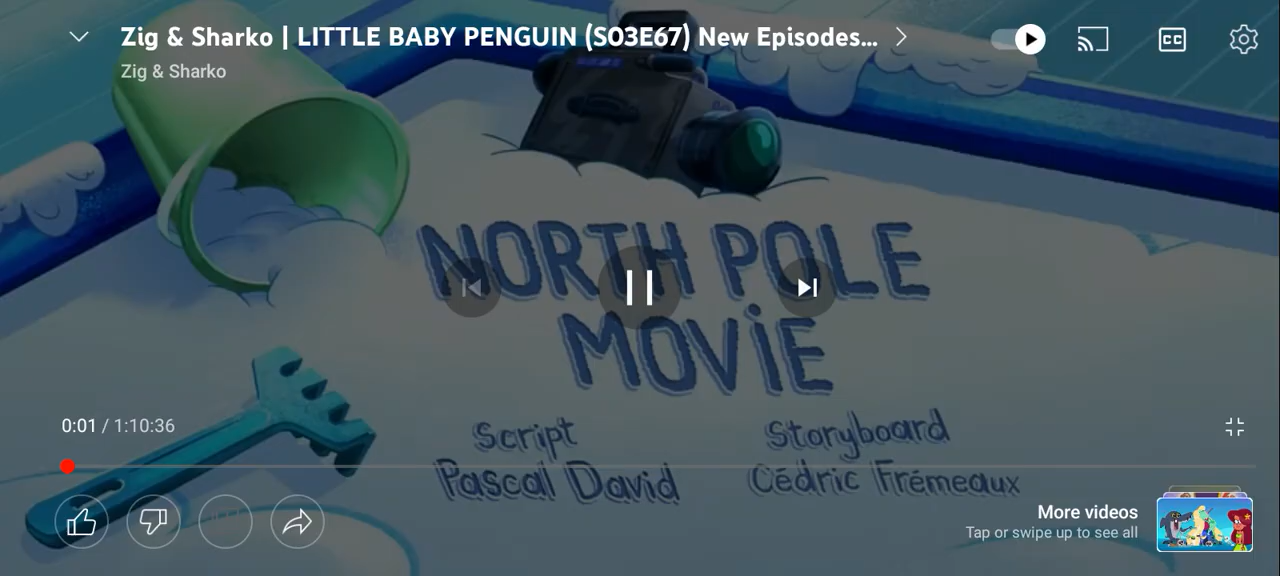 Zig & Sharko | LITTLE BABY PENGUIN (S03E67) New Episodes...
Zig & Sharko
CC
NORTH POLE
MOVIE
Script
Storyboard
Pascal David
Cédric Frémeaux
0:01 / 1:10:36
More videos
Tap or swipe up to see all